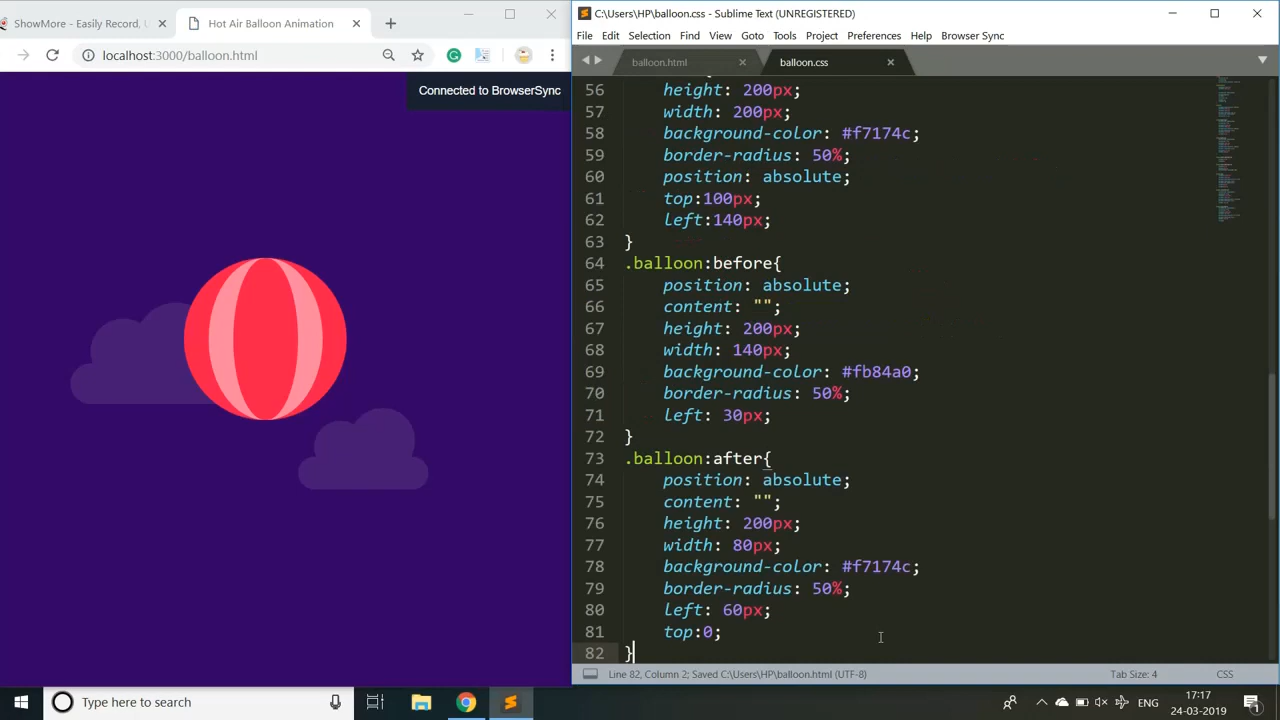 ShowMore - Easily Record,
Hot Air Balloon Animation
localhost:3000/balloon.html
Connected to BrowserSync
C:\Users\HP\balloon.css - Sublime Text (UNREGISTERED)
File Edit Selection Find View Goto Tools Project Preferences Help Browser Sync
balloon.html
balloon.css
56 height: 200px;
57 width: 200px;
58 background-color: #f7174c;
59 border-radius: 50%;
60 position: absolute;
61 top:100px;
62 left:140px;
63 }
64 .balloon:before{
65 position: absolute;
66 content: "";
67 height: 200px;
68 width: 140px;
69 background-color: #fb84a0;
70 border-radius: 50%;
71 left: 30px;
72 }
73 .balloon:after{
74 position: absolute;
75 content: "";
76 height: 200px;
77 width: 80px;
78 background-color: #f7174c;
79 border-radius: 50%;
80 left: 60px;
81 top:0;
82 }
Line 82, Column 2; Saved C:\Users\HP\balloon.html (UTF-8)
Tab Size: 4
CSS
Type here to search
ENG
17:17
24-03-2019
1